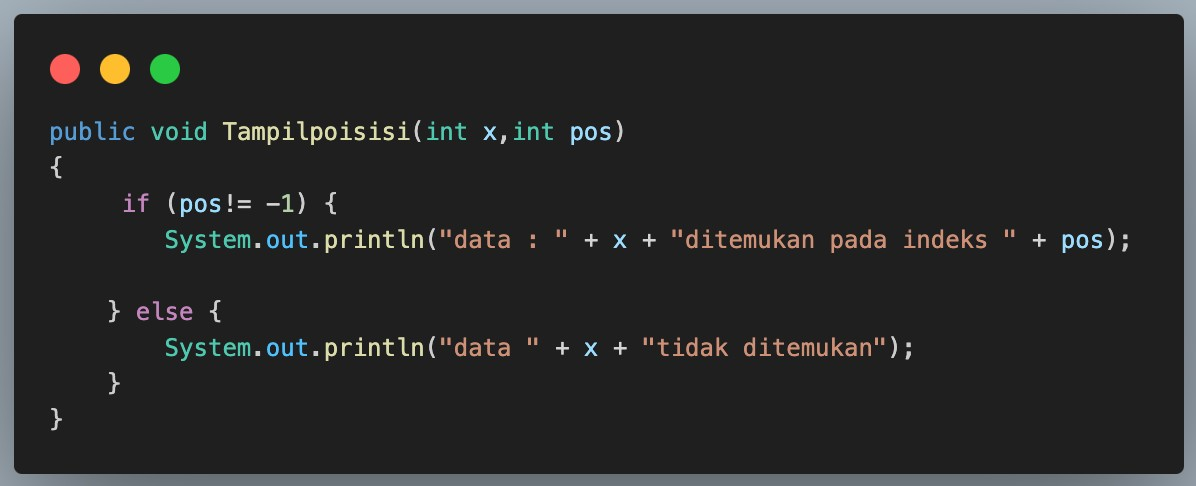 public void Tampilpoisisi(int x,int pos)
{
if (pos!= -1) {
System.out.println("data : " + x + "ditemukan pada indeks " + pos);
} else {
System.out.println("data " + x + "tidak ditemukan");
}
}